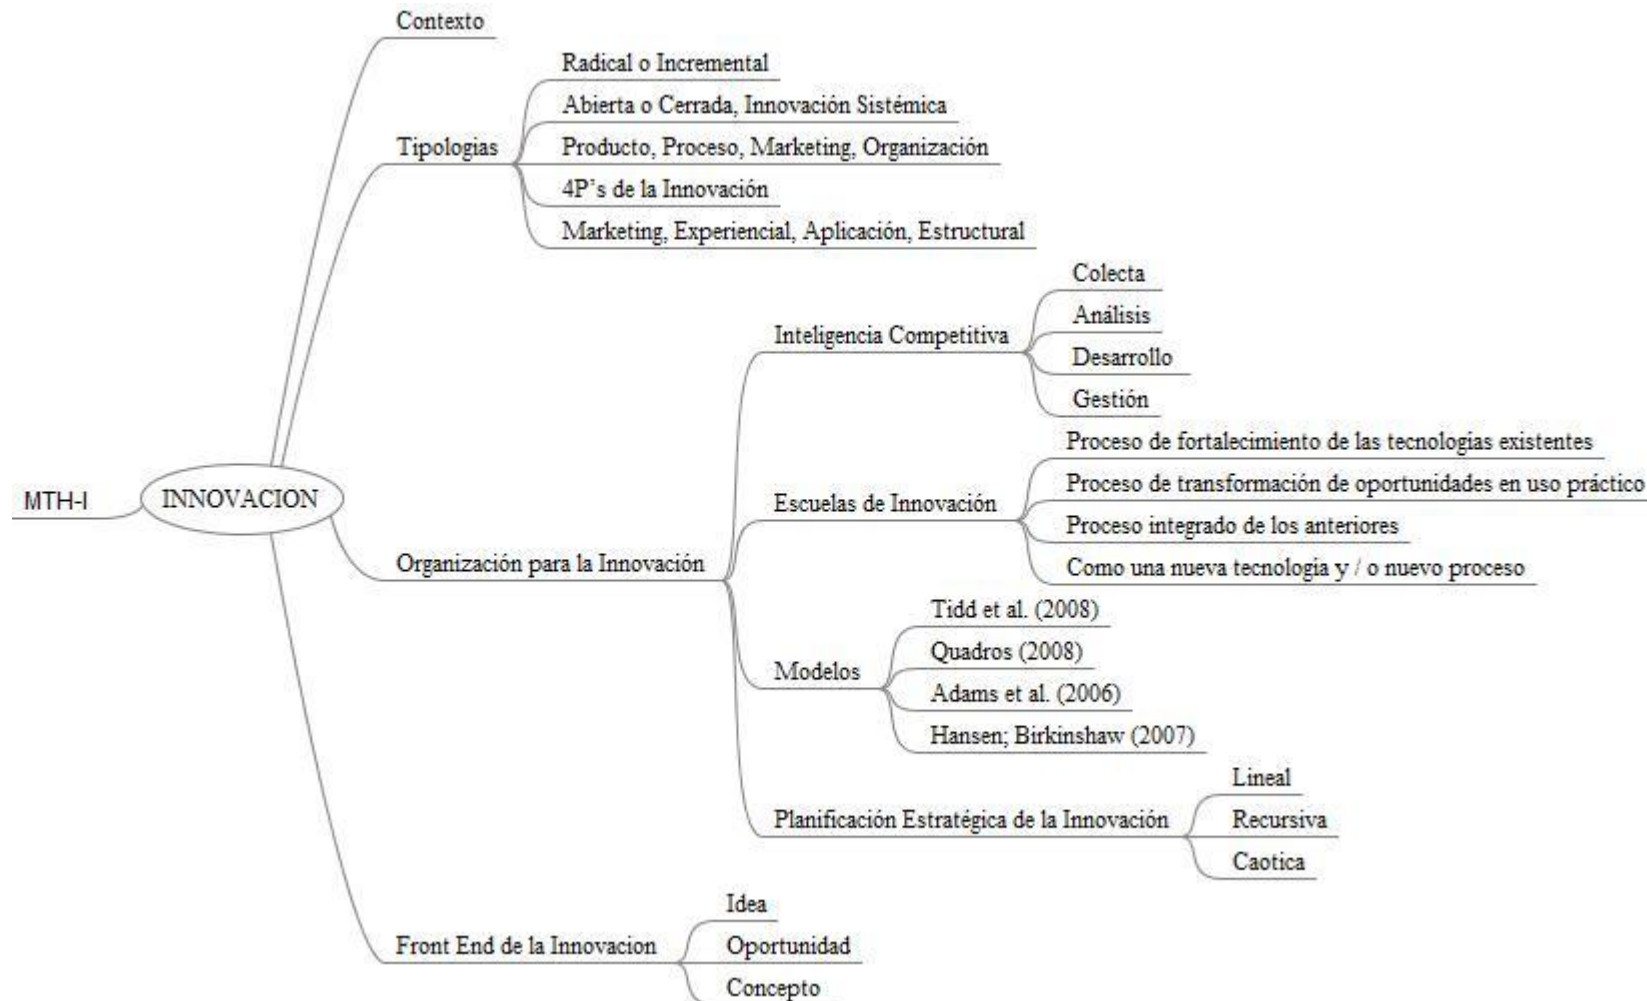 Contexto
Radical o Incremental
Abierta o Cerrada, Innovación Sistémica
Tipologias
Producto, Proceso, Marketing, Organización
4P's de la Innovación
Marketing, Experiencial, Aplicación, Estructural
Colecta
Análisis
Inteligencia Competitiva
Desarrollo
Gestión
Proceso de fortalecimiento de las tecnologías existentes
Proceso de transformación de oportunidades en uso práctico
Escuelas de Innovación
Proceso integrado de los anteriores
Como una nueva tecnología y / o nuevo proceso
MTH-I
INNOVACION
Organización para la Innovación
Tidd et al. (2008)
Quadros (2008)
Modelos
Adams et al. (2006)
Hansen; Birkinshaw (2007)
Lineal
Planificación Estratégica de la Innovación
Recursiva
Caotica
Idea
Front End de la Innovacion
Oportunidad
Concepto